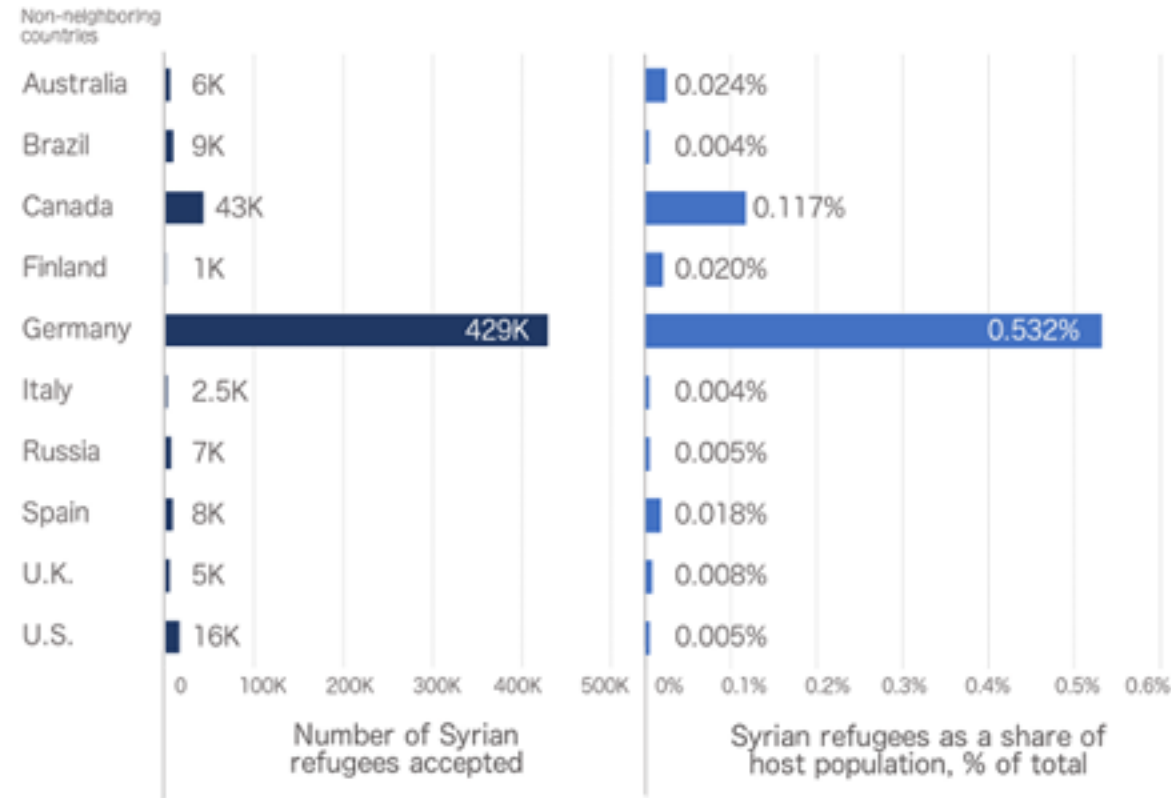 Non-neighboring
countries
Australia 6K 0.024%
Brazil 9K 0.004%
Canada 43K 0.117%
Finland 1K 0.020%
Germany 429K 0.532%
Italy 2.5K 0.004%
Russia 7K 0.005%
Spain 8K 0.018%
U.K. 5K 0.008%
U.S. 16K 0.005%
0 100K 200K 300K 400K 500K 0% 0.1% 0.2% 0.3% 0.4% 0.5% 0.6%
Number of Syrian
refugees accepted
Syrian refugees as a share of
host population, % of total